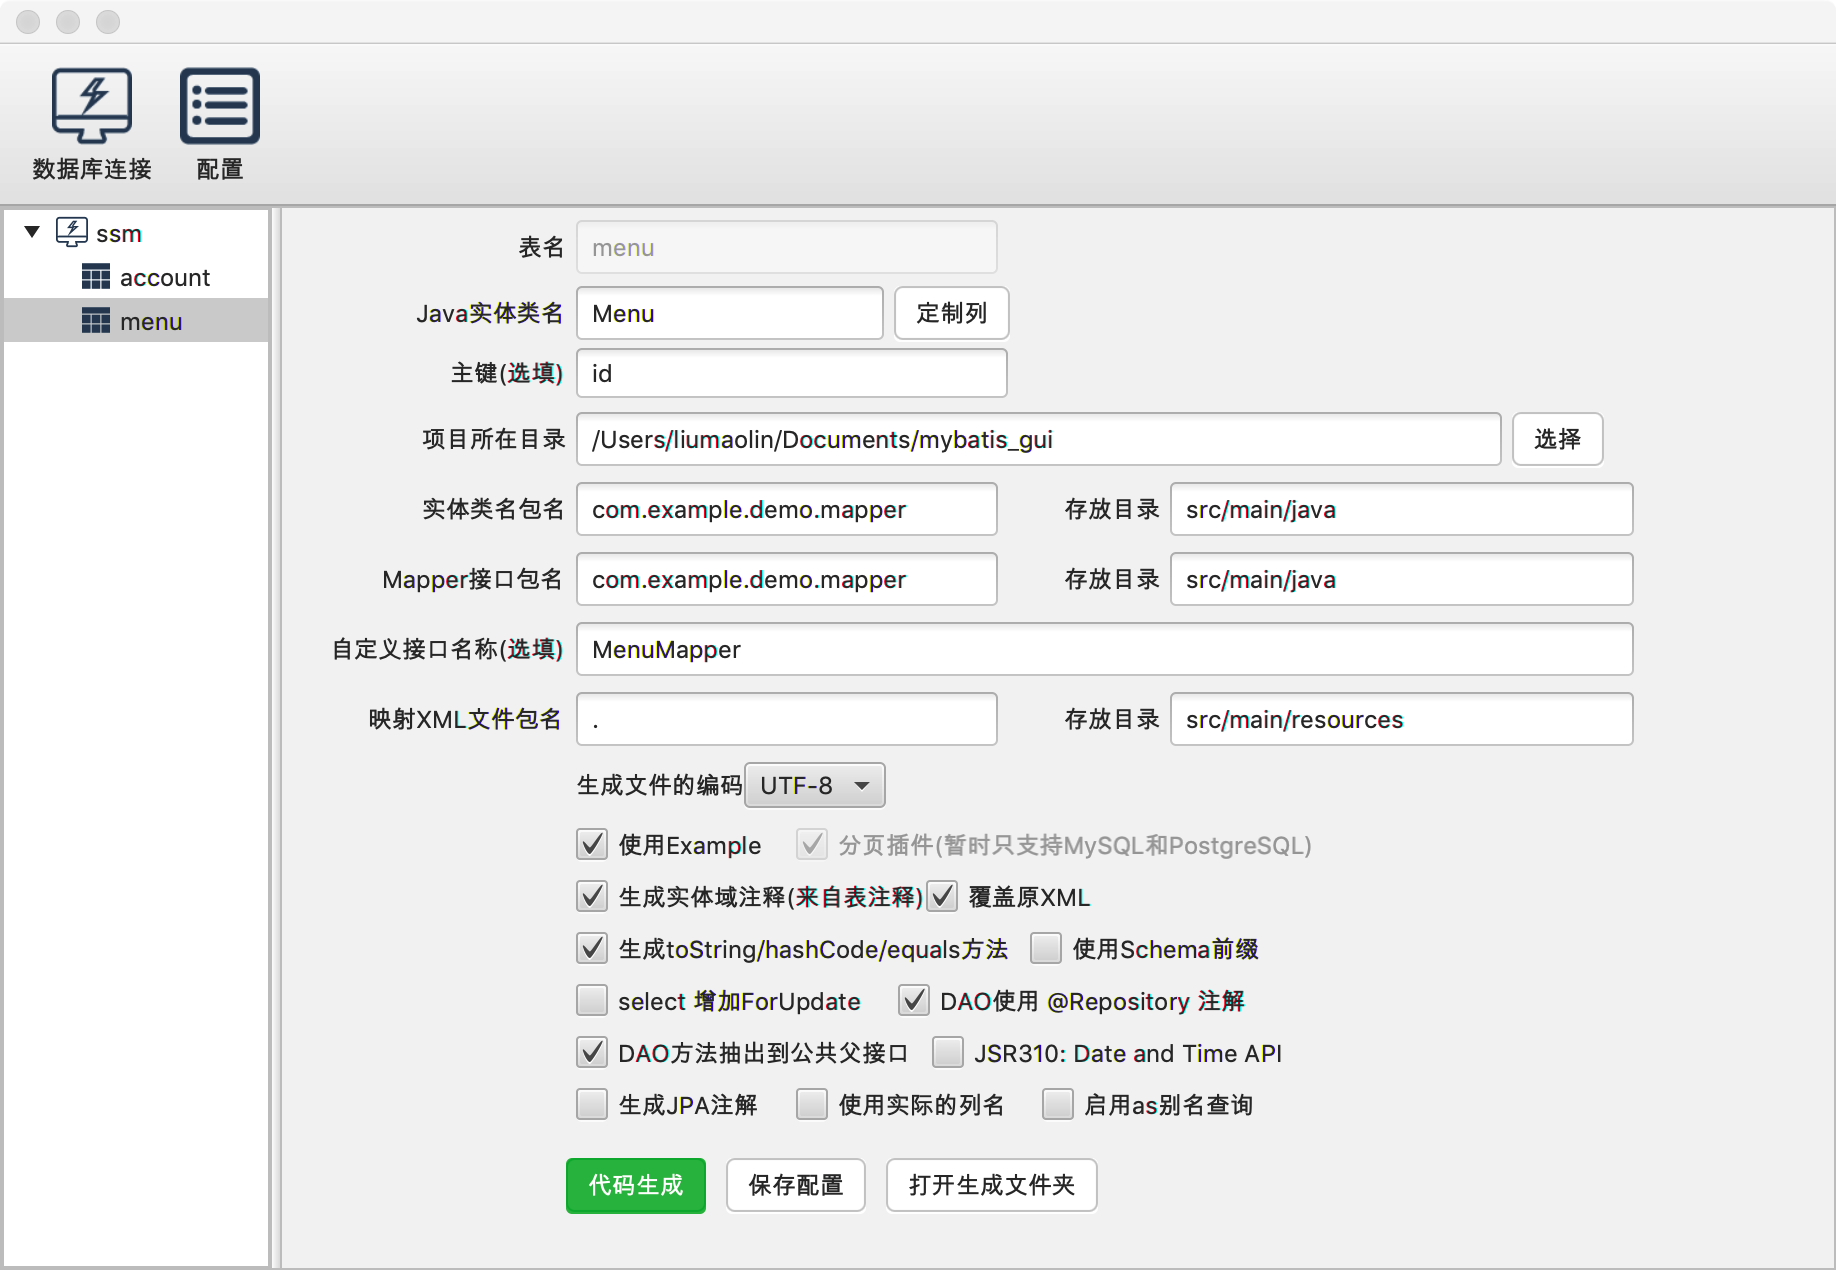 数据库连接 配置
ssm
account
menu
表名 menu
Java实体类名 Menu 定制列
主键(选填) id
项目所在目录 /Users/liumaolin/Documents/mybatis_gui 选择
实体类名包名 com.example.demo.mapper 存放目录 src/main/java
Mapper接口包名 com.example.demo.mapper 存放目录 src/main/java
自定义接口名称(选填) MenuMapper
映射XML文件包名 . 存放目录 src/main/resources
生成文件的编码 UTF-8
使用Example 分页插件(暂时只支持MySQL和PostgreSQL)
生成实体域注释(来自表注释) 覆盖原XML
生成toString/hashCode/equals方法 使用Schema前缀
select 增加ForUpdate DAO使用 @Repository 注解
DAO方法抽出到公共父接口 JSR310: Date and Time API
生成JPA注解 使用实际的列名 启用as别名查询
代码生成 保存配置 打开生成文件夹